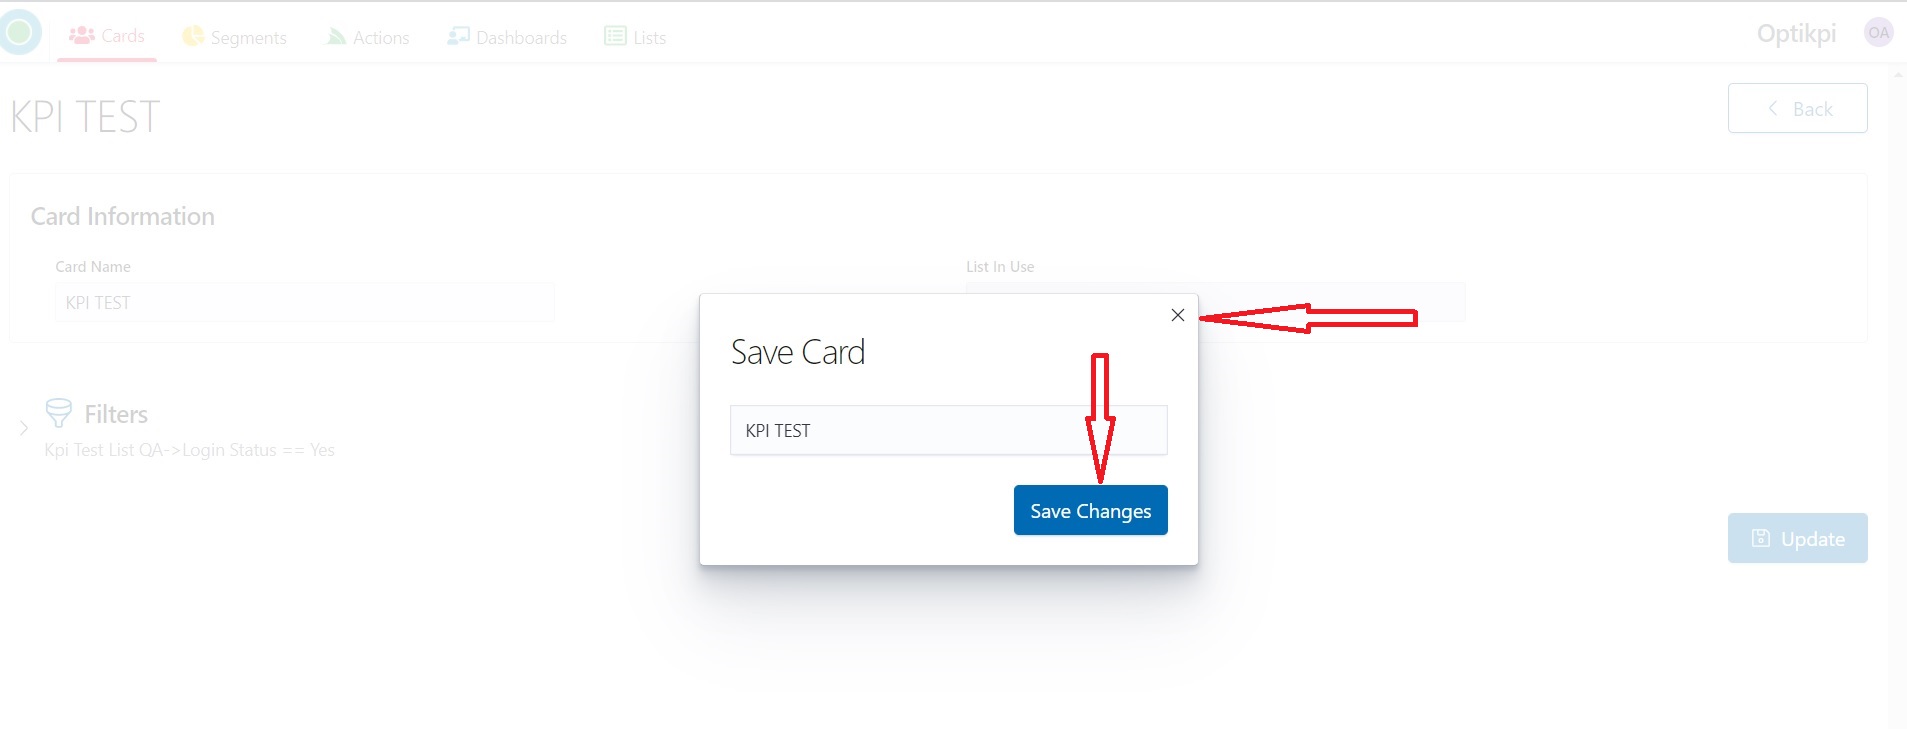 Cards Segments Actions Dashboards Lists Optikpi OA
KPI TEST
Back
Card Information
Card Name List In Use
KPI TEST
Save Card
KPI TEST
Filters
Kpi Test List QA->Login Status == Yes
Save Changes
Update